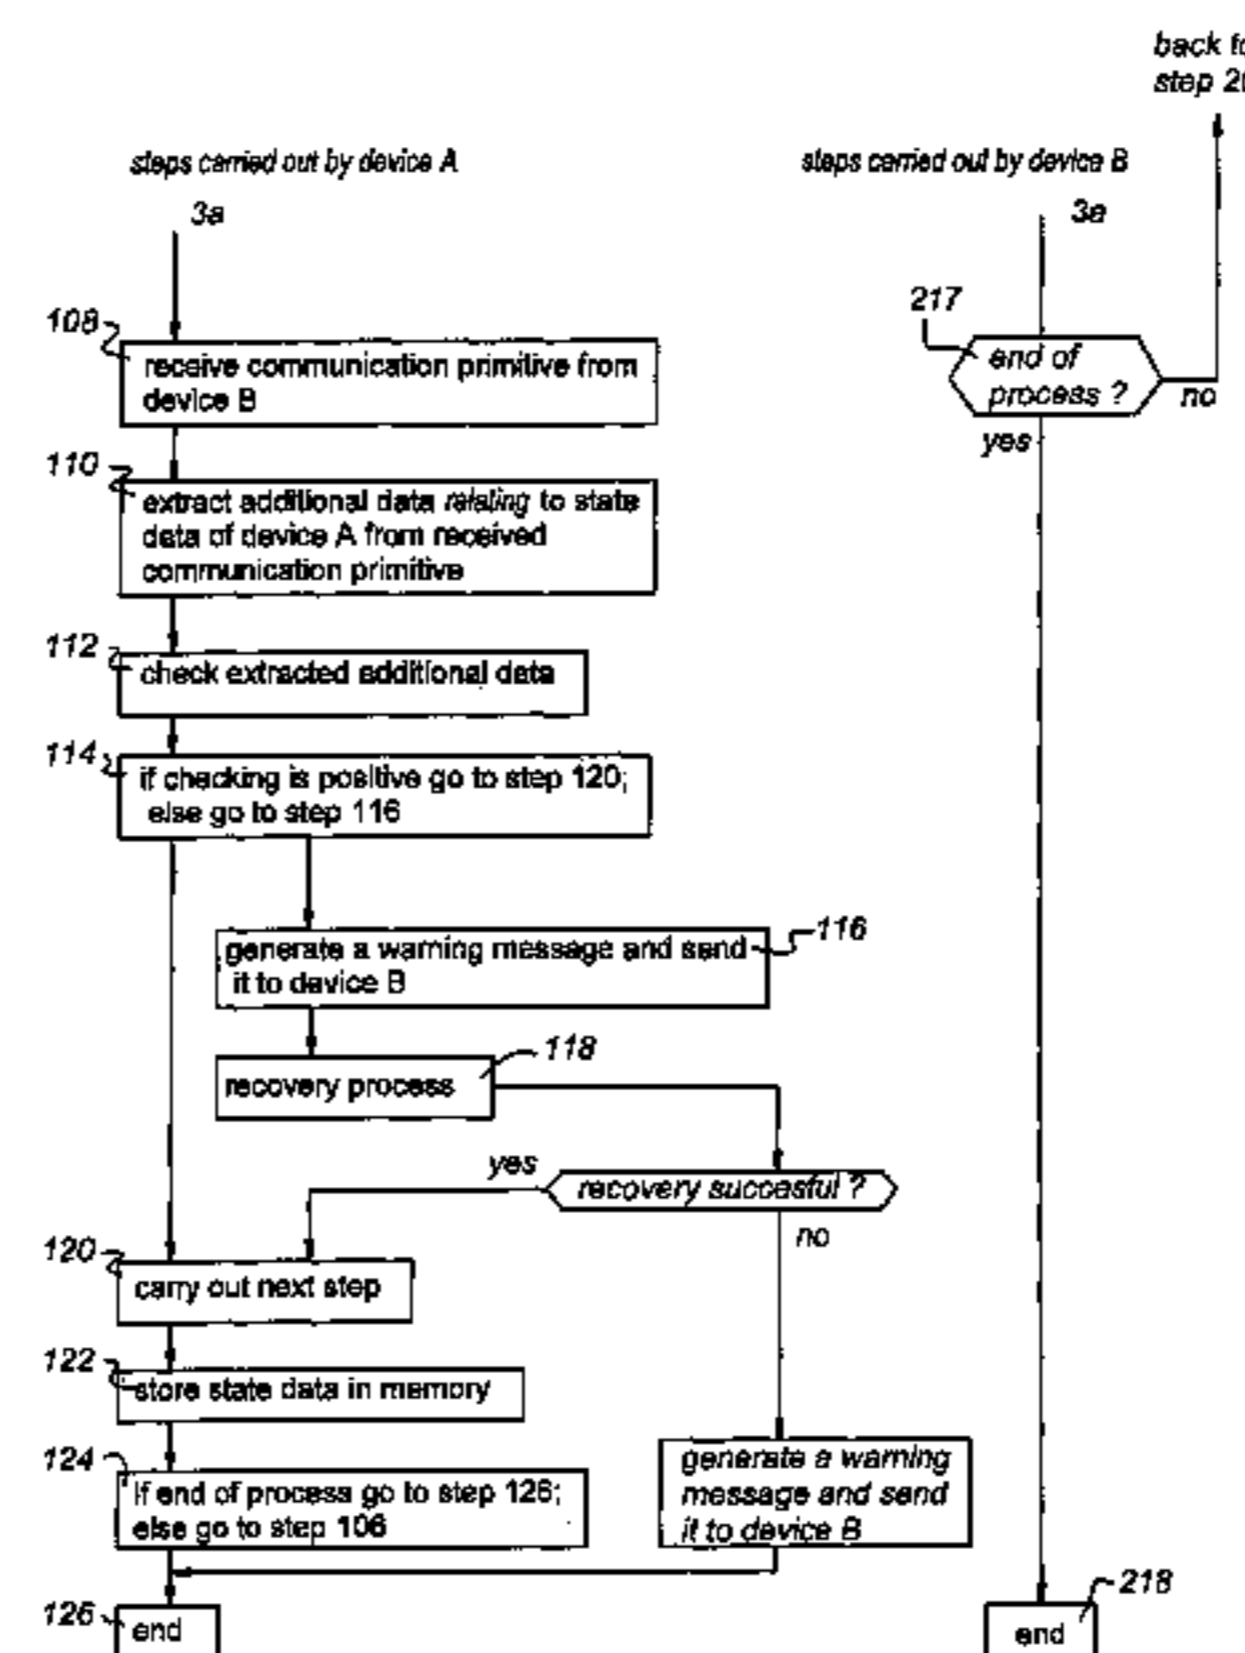 back
step
steps carried out by device A
steps carried out by device B
3a
3a
217
108
receive communication primitive from
device B
end of
process ?
no
yes
110
extract additional data relating to state
data of device A from received
communication primitive
112
check extracted additional data
114
if checking is positive go to step 120;
else go to step 116
116
generate a warning message and send
it to device B
118
recovery process
yes
recovery succesful ?
no
120
carry out next step
122
store state data in memory
124
if end of process go to step 126;
else go to step 106
generate a warning
message and send
it to device B
126
end
218
end